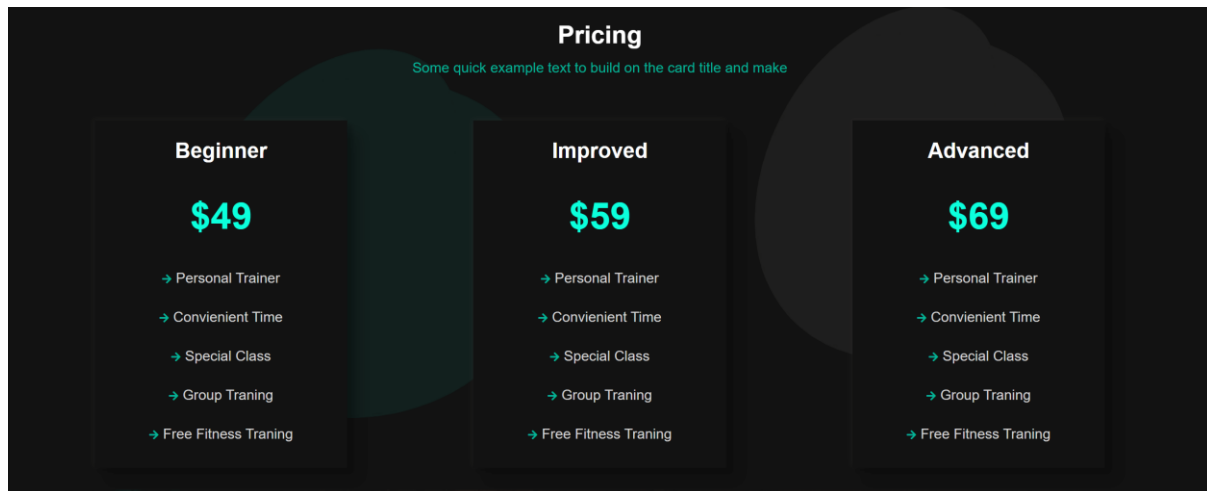 Pricing
Some quick example text to build on the card title and make
Beginner
$49
→ Personal Trainer
→ Convienient Time
→ Special Class
→ Group Traning
→ Free Fitness Traning
Improved
$59
→ Personal Trainer
→ Convienient Time
→ Special Class
→ Group Traning
→ Free Fitness Traning
Advanced
$69
→ Personal Trainer
→ Convienient Time
→ Special Class
→ Group Traning
→ Free Fitness Traning